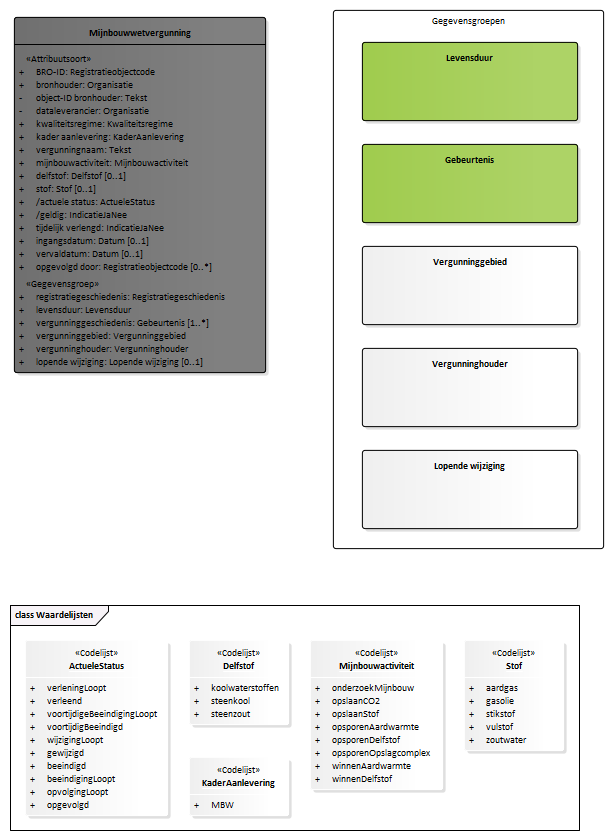 Mijnbouwwetvergunning
«Attribuutsoort»
+ BRO-ID: Registratieobjectcode
+ bronhouder: Organisatie
- object-ID bronhouder: Tekst
- dataleverancier: Organisatie
+ kwaliteitsregime: Kwaliteitsregime
+ kader aanlevering: KaderAanlevering
+ vergunningnaam: Tekst
+ mijnbouwactiviteit: Mijnbouwactiviteit
+ delfstof: Delfstof [0..1]
+ stof: Stof [0..1]
+ /actuele status: ActueleStatus
+ /geldig: IndicatieJaNee
+ tijdelijk verlengd: IndicatieJaNee
+ ingangsdatum: Datum [0..1]
+ vervaldatum: Datum [0..1]
+ opgevolgd door: Registratieobjectcode [0..*]
«Gegevensgroep»
+ registratiegeschiedenis: Registratiegeschiedenis
+ levensduur: Levensduur
+ vergunninggeschiedenis: Gebeurtenis [1..*]
+ vergunninggebied: Vergunninggebied
+ vergunninghouder: Vergunninghouder
+ lopende wijziging: Lopende wijziging [0..1]
Gegevensgroepen
Levensduur
Gebeurtenis
Vergunninggebied
Vergunninghouder
Lopende wijziging
class Waardelijsten
«Codelijst»
ActueleStatus
+ verleningLoopt
+ verleend
+ voortijdigeBeeindigingLoopt
+ voortijdigBeeindigd
+ wijzigingLoopt
+ gewijzigd
+ beeindigd
+ beeindigingLoopt
+ opvolgingLoopt
+ opgevolgd
«Codelijst»
Delfstof
+ koolwaterstoffen
+ steenkool
+ steenzout
«Codelijst»
KaderAanlevering
+ MBW
«Codelijst»
Mijnbouwactiviteit
+ onderzoekMijnbouw
+ opslaanCO2
+ opslaanStof
+ opsporenAardwarmte
+ opsporenDelfstof
+ opsporenOpslagcomplex
+ winnenAardwarmte
+ winnenDelfstof
«Codelijst»
Stof
+ aardgas
+ gasolie
+ stikstof
+ vulstof
+ zoutwater